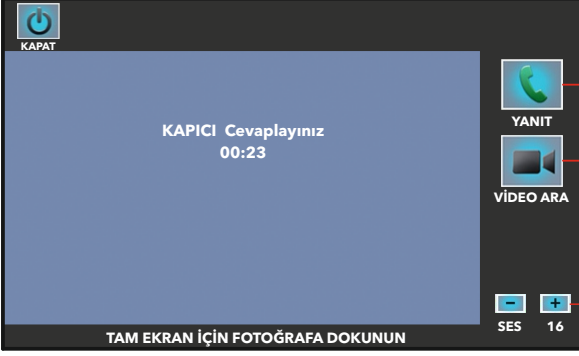 KAPAT
KAPICI Cevaplayınız
00:23
YANIT
VİDEO ARA
- +
SES 16
TAM EKRAN İÇİN FOTOĞRAFA DOKUNUN